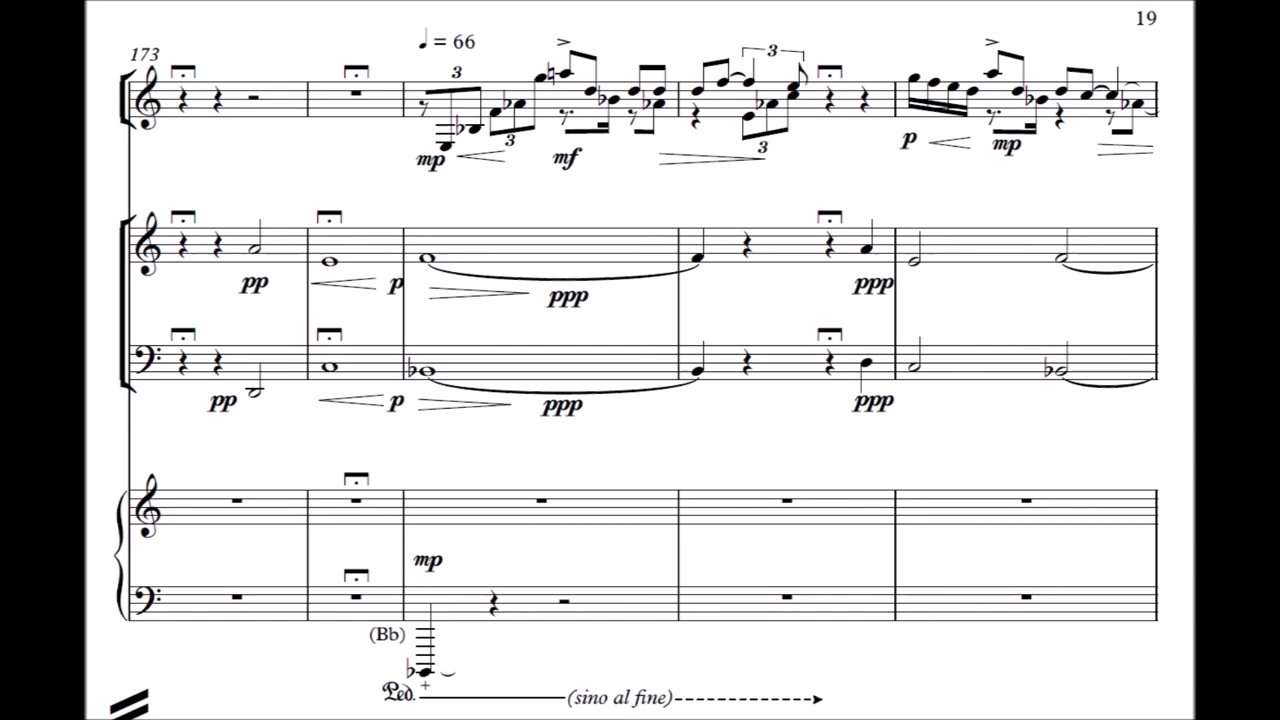 19
173
♩ = 66
3
3
3
3
mp
mf
p
mp
pp
p
ppp
ppp
pp
p
ppp
ppp
mp
(Bb)
+
Ped.
(sino al fine)